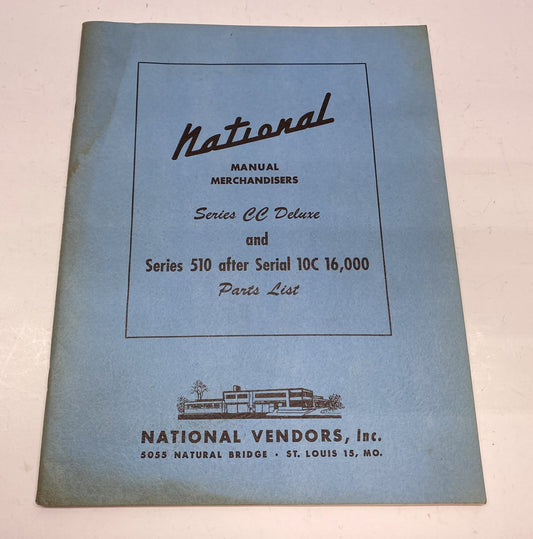 National
MANUAL
MERCHANDISERS
Series CC Deluxe
and
Series 510 after Serial 10C 16,000
Parts List
NATIONAL VENDORS, Inc.
5055 NATURAL BRIDGE • ST. LOUIS 15, MO.